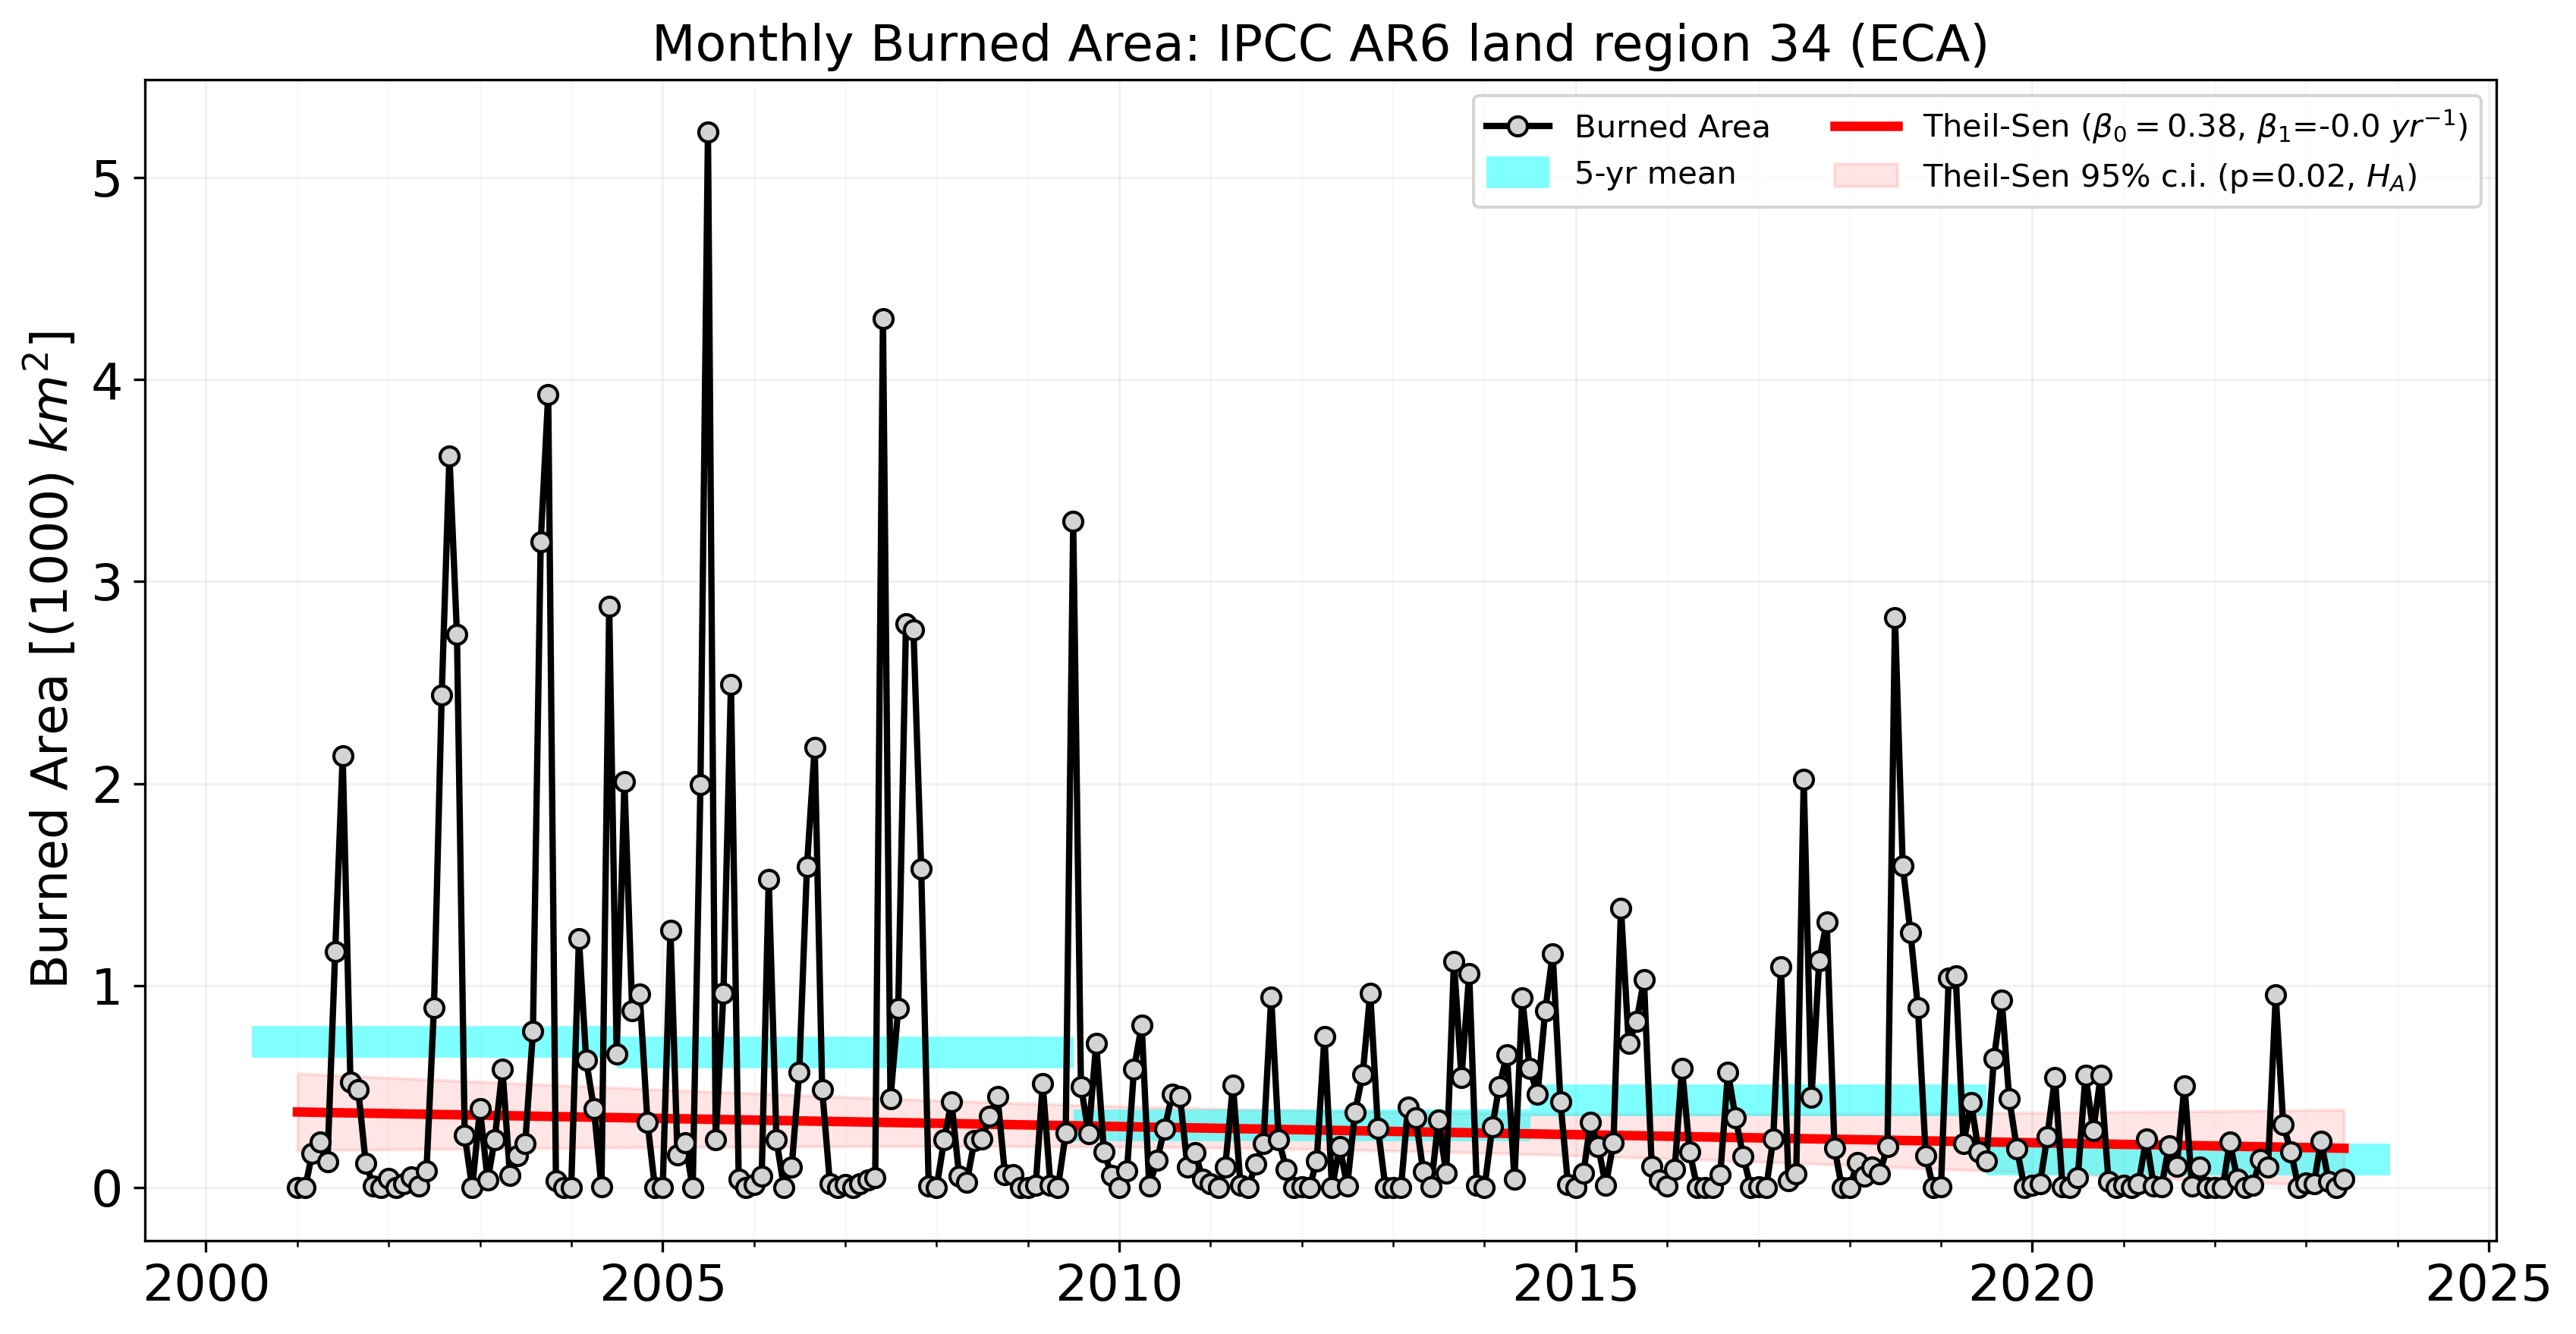 Monthly Burned Area: IPCC AR6 land region 34 (ECA)
Burned Area [(1000) km²]
5
4
3
2
1
0
Burned Area
5-yr mean
Theil-Sen (β₀ = 0.38, β₁=-0.0 yr⁻¹)
Theil-Sen 95% c.i. (p=0.02, H_A)
2000 2005 2010 2015 2020 2025